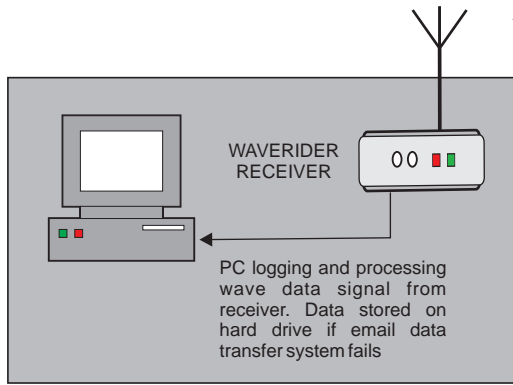 WAVERIDER
RECEIVER
PC logging and processing
wave data signal from
receiver. Data stored on
hard drive if email data
transfer system fails